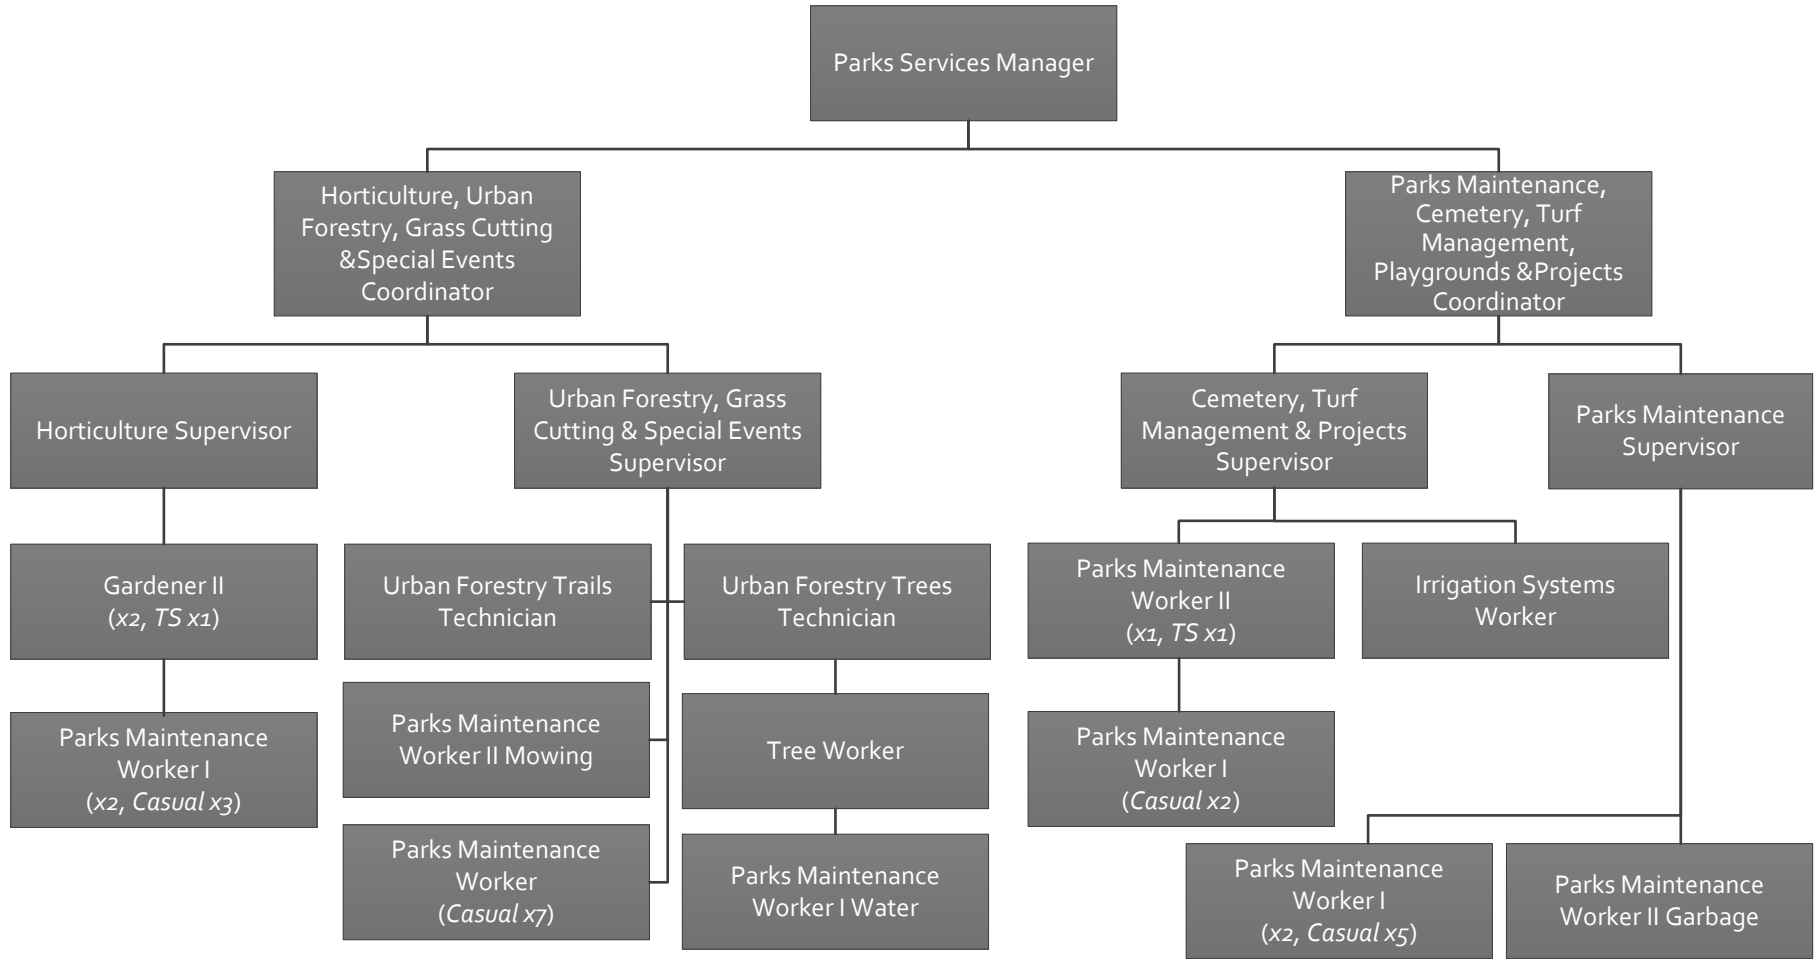 Parks Services Manager
Horticulture, Urban
Forestry, Grass Cutting
&Special Events
Coordinator
Parks Maintenance,
Cemetery, Turf
Management,
Playgrounds &Projects
Coordinator
Horticulture Supervisor
Urban Forestry, Grass
Cutting & Special Events
Supervisor
Cemetery, Turf
Management & Projects
Supervisor
Parks Maintenance
Supervisor
Gardener II
(x2, TS x1)
Urban Forestry Trails
Technician
Urban Forestry Trees
Technician
Parks Maintenance
Worker II
(x1, TS x1)
Irrigation Systems
Worker
Parks Maintenance
Worker I
(x2, Casual x3)
Parks Maintenance
Worker II Mowing
Tree Worker
Parks Maintenance
Worker I
(Casual x2)
Parks Maintenance
Worker
(Casual x7)
Parks Maintenance
Worker I Water
Parks Maintenance
Worker I
(x2, Casual x5)
Parks Maintenance
Worker II Garbage